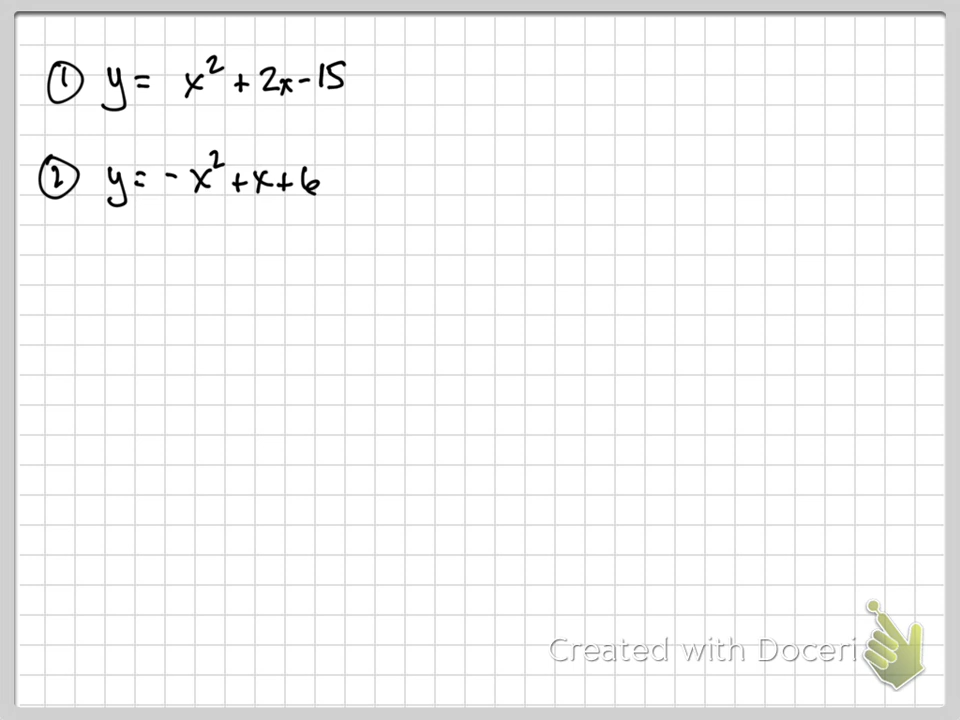 ① y = x² + 2x - 15
② y = - x² + x + 6
Created with Doceri